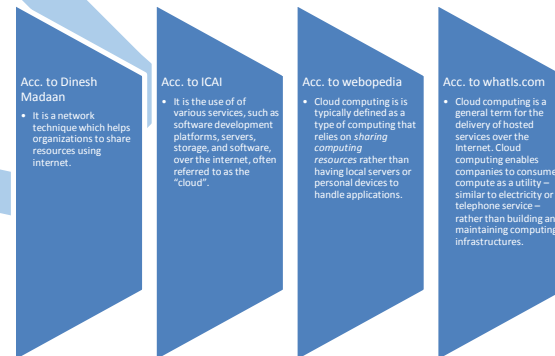 Acc. to Dinesh
Madaan
• It is a network
technique which helps
organizations to share
resources using
internet.
Acc. to ICAI
• It is the use of of
various services, such as
software development
platforms, servers,
storage, and software,
over the internet, often
referred to as the
“cloud”.
Acc. to webopedia
• Cloud computing is is
typically defined as a
type of computing that
relies on sharing
computing
resources rather than
having local servers or
personal devices to
handle applications.
Acc. to whatIs.com
• Cloud computing is a
general term for the
delivery of hosted
services over the
Internet. Cloud
computing enables
companies to consume
compute as a utility –
similar to electricity or
telephone service –
rather than building an
maintaining computing
infrastructures.